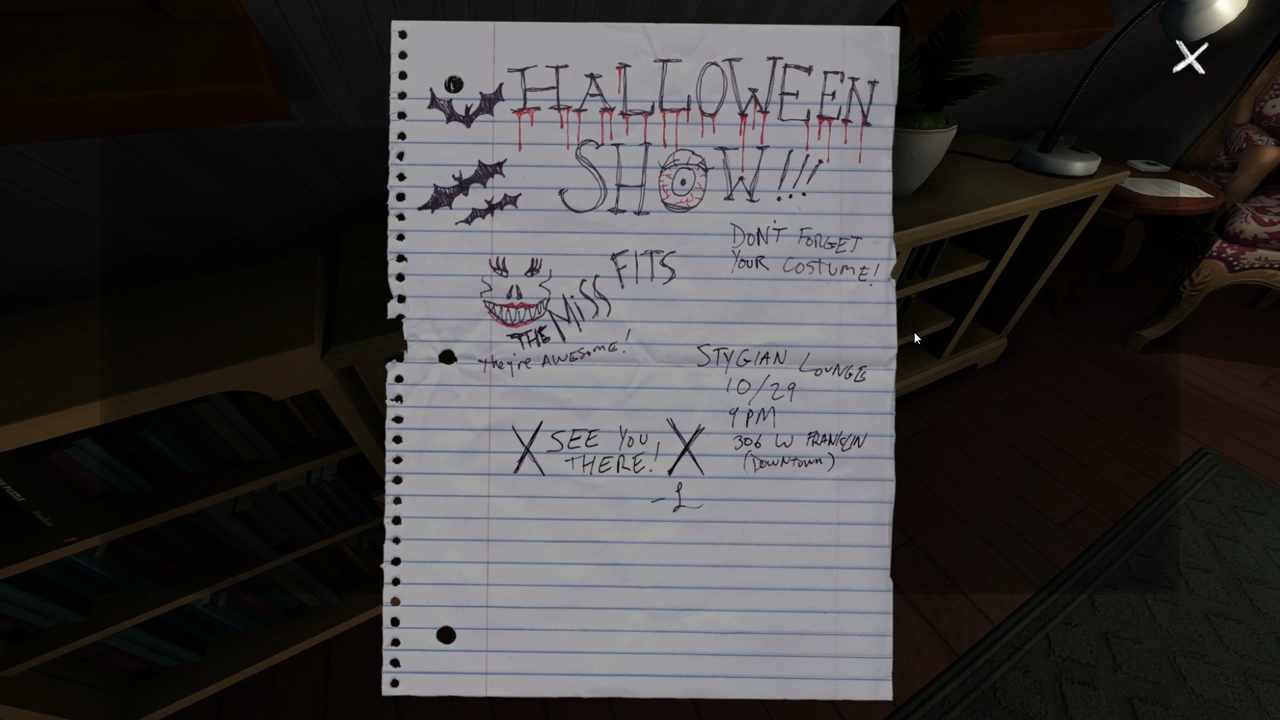 HALLOWEEN
SHOW!!!
DON'T FORGET
YOUR COSTUME!
THE MISS FITS
they're AWESOME!
STYGIAN LOUNGE
10/29
9PM
306 W FRANKLIN
(DOWNTOWN)
X SEE YOU X
THERE!
-L